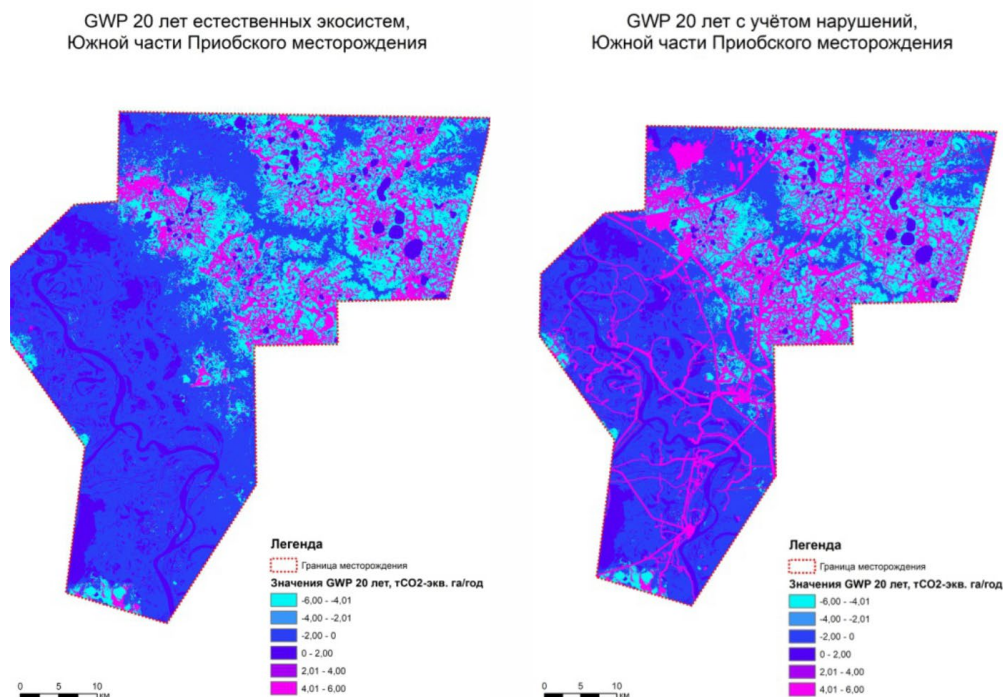 GWP 20 лет естественных экосистем,
Южной части Приобского месторождения
Легенда
Граница месторождения
Значения GWP 20 лет, тCO2-экв. га/год
-6,00 - -4,01
-4,00 - -2,01
-2,00 - 0
0 - 2,00
2,01 - 4,00
4,01 - 6,00
0 5 10
КМ
GWP 20 лет с учётом нарушений,
Южной части Приобского месторождения
Легенда
Граница месторождения
Значения GWP 20 лет, тCO2-экв. га/год
-6,00 - -4,01
-4,00 - -2,01
-2,00 - 0
0 - 2,00
2,01 - 4,00
4,01 - 6,00
0 5 10
КМ